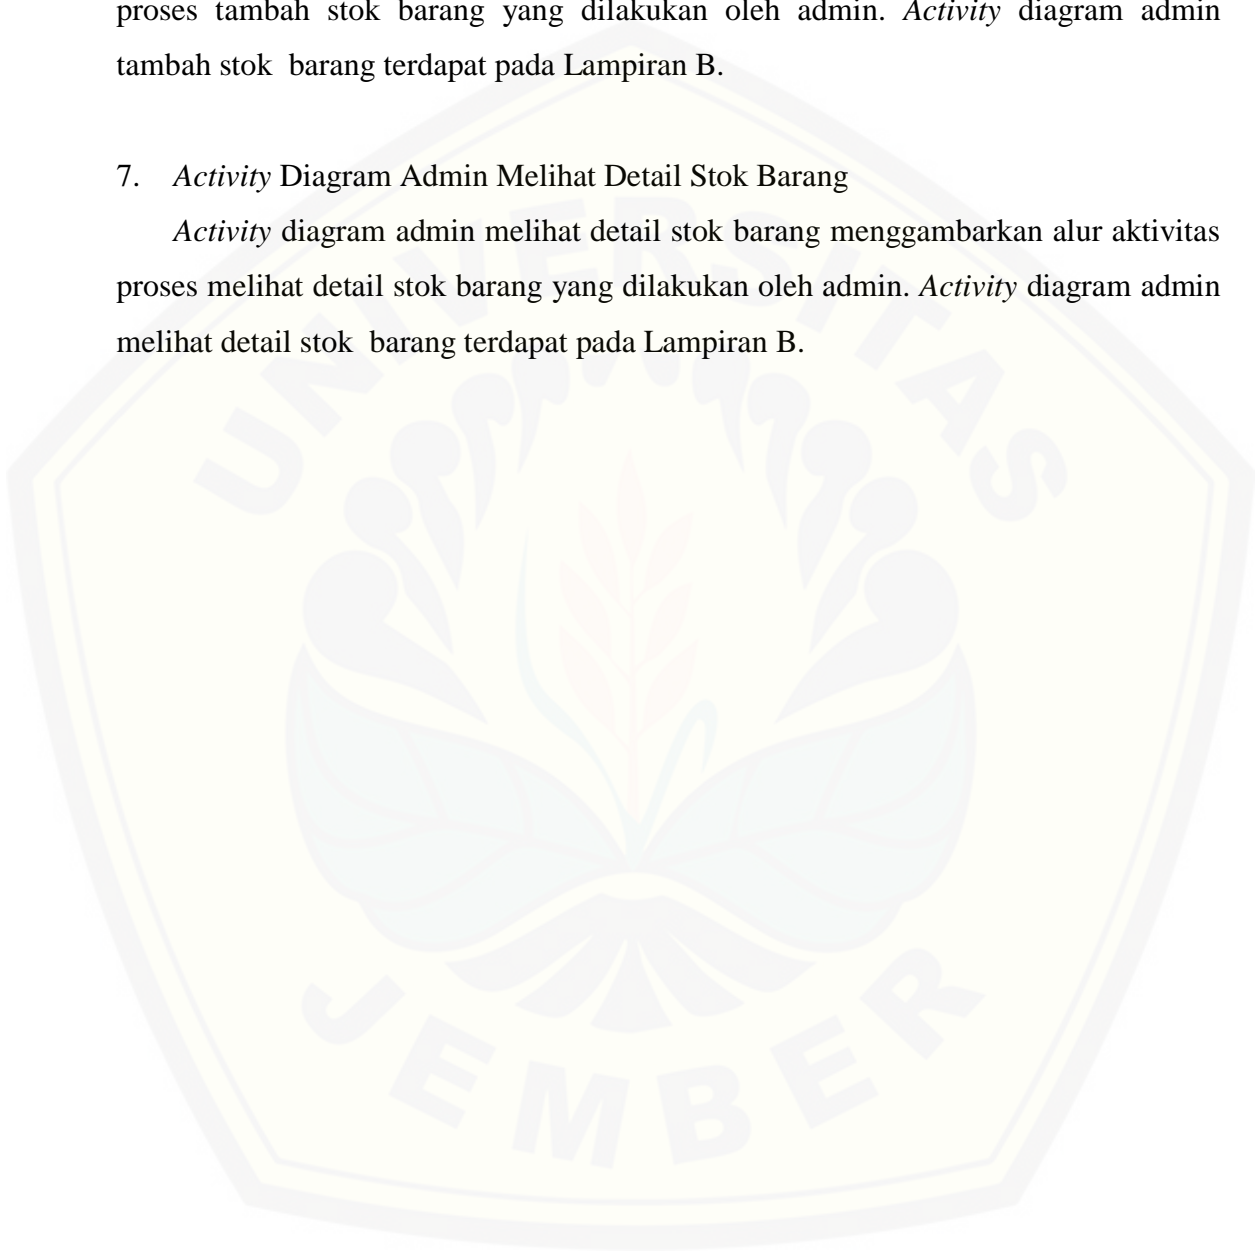 proses tambah stok barang yang dilakukan oleh admin. Activity diagram admin
tambah stok  barang terdapat pada Lampiran B.
7. Activity Diagram Admin Melihat Detail Stok Barang
Activity diagram admin melihat detail stok barang menggambarkan alur aktivitas
proses melihat detail stok barang yang dilakukan oleh admin. Activity diagram admin
melihat detail stok  barang terdapat pada Lampiran B.
UNIVERSITAS
JEMBER